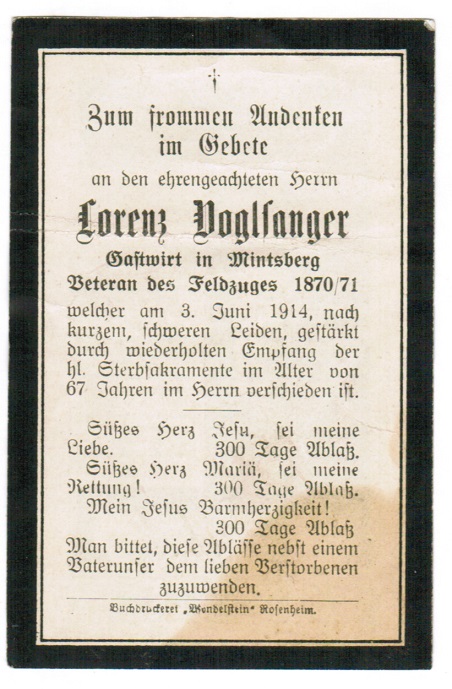 Zum frommen Andenken
im Gebete
an den ehrengeachteten Herrn
Lorenz Voglsanger
Gastwirt in Mintsberg
Veteran des Feldzuges 1870/71
welcher am 3. Juni 1914, nach
kurzem, schweren Leiden, gestärkt
durch wiederholten Empfang der
hl. Sterbsakramente im Alter von
67 Jahren im Herrn verschieden ist.
Süßes Herz Jesu, sei meine
Liebe. 300 Tage Ablaß.
Süßes Herz Mariä, sei meine
Rettung! 300 Tage Ablaß.
Mein Jesus Barmherzigkeit!
300 Tage Ablaß
Man bittet, diese Ablässe nebst einem
Vaterunser dem lieben Verstorbenen
zuzuwenden.
Buchdruckerei „Wendelstein" Rosenheim.